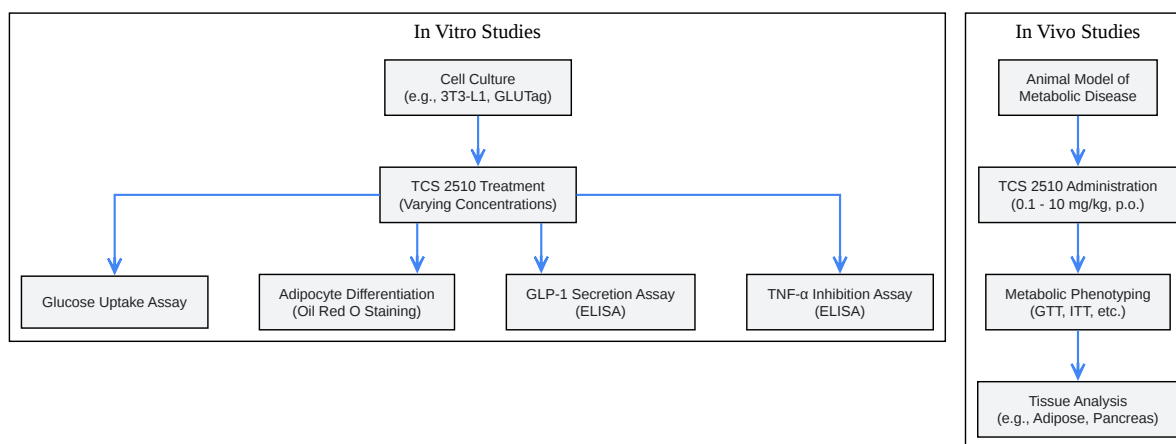 In Vitro Studies
Cell Culture
(e.g., 3T3-L1, GLUTag)
TCS 2510 Treatment
(Varying Concentrations)
Glucose Uptake Assay
Adipocyte Differentiation
(Oil Red O Staining)
GLP-1 Secretion Assay
(ELISA)
TNF-α Inhibition Assay
(ELISA)
In Vivo Studies
Animal Model of
Metabolic Disease
TCS 2510 Administration
(0.1 - 10 mg/kg, p.o.)
Metabolic Phenotyping
(GTT, ITT, etc.)
Tissue Analysis
(e.g., Adipose, Pancreas)